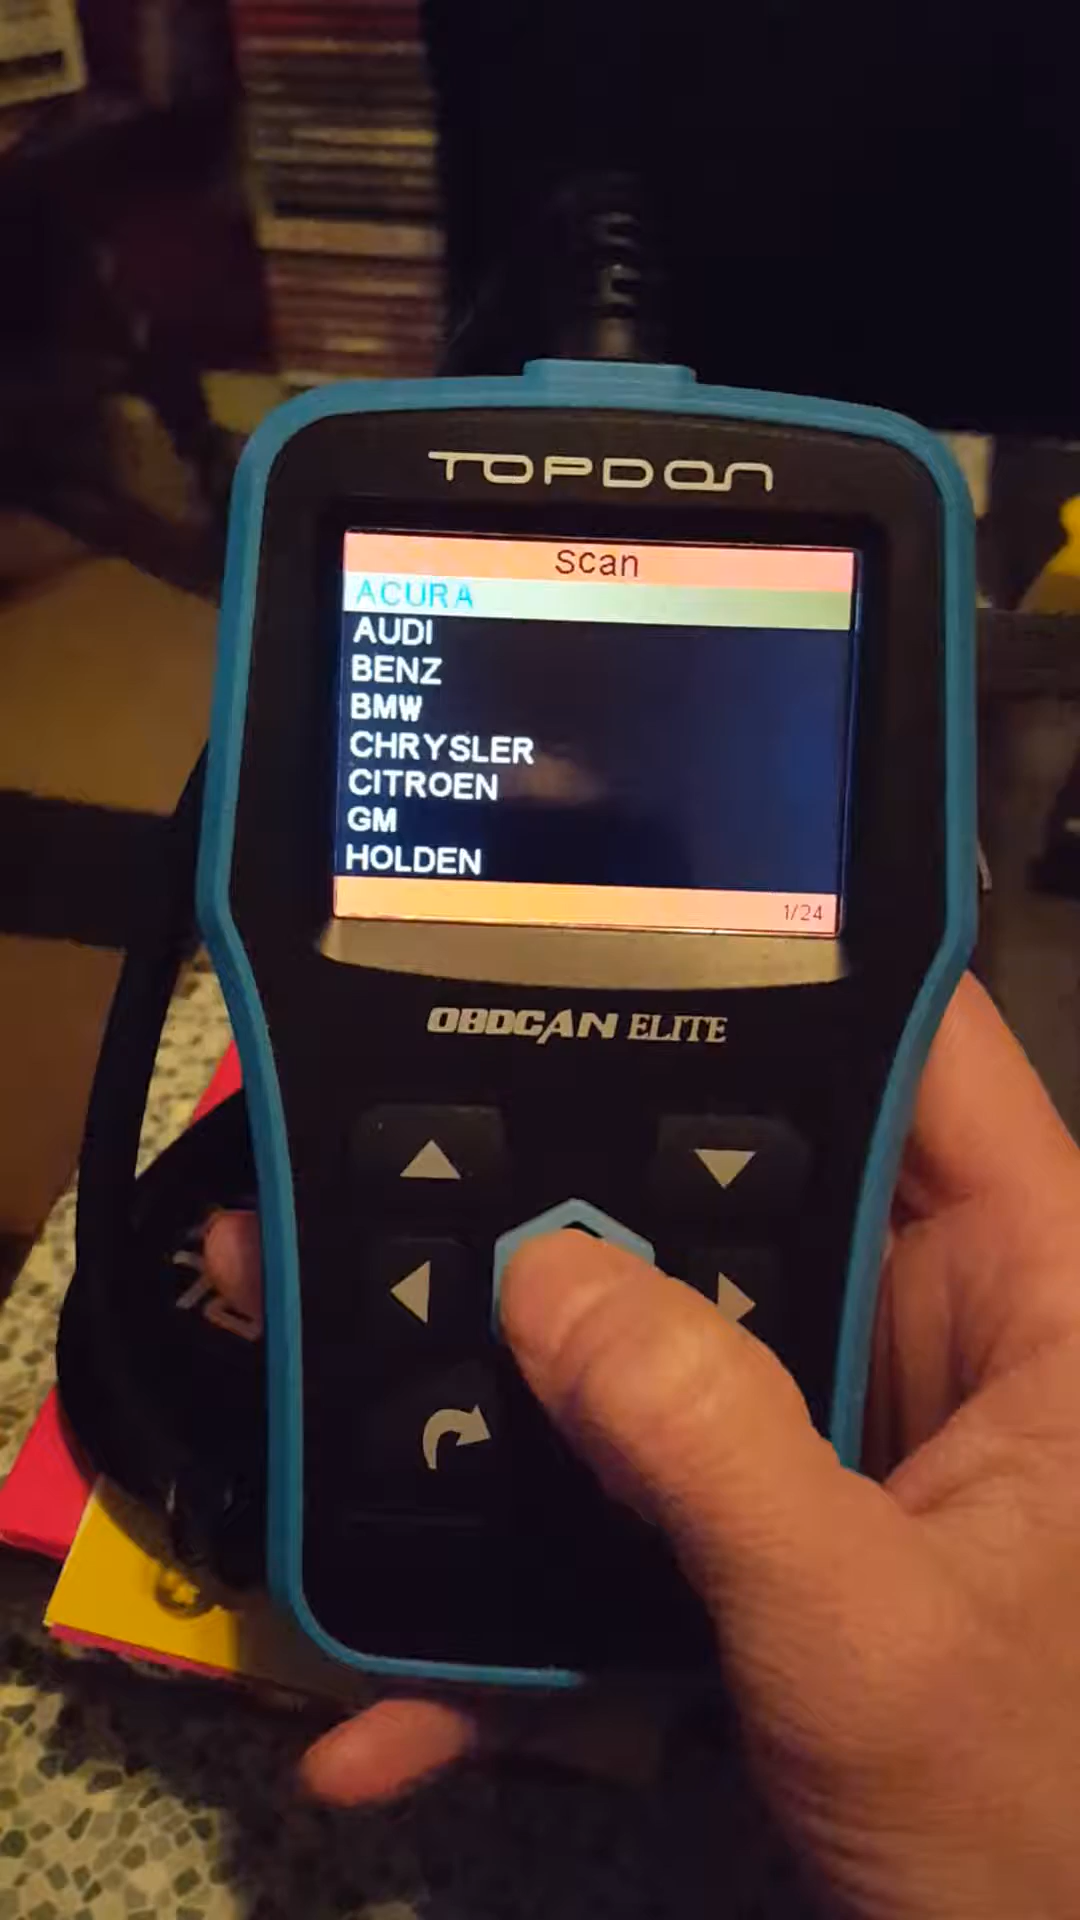 TOPDON
Scan
ACURA
AUDI
BENZ
BMW
CHRYSLER
CITROEN
GM
HOLDEN
1/24
OBDCAN ELITE